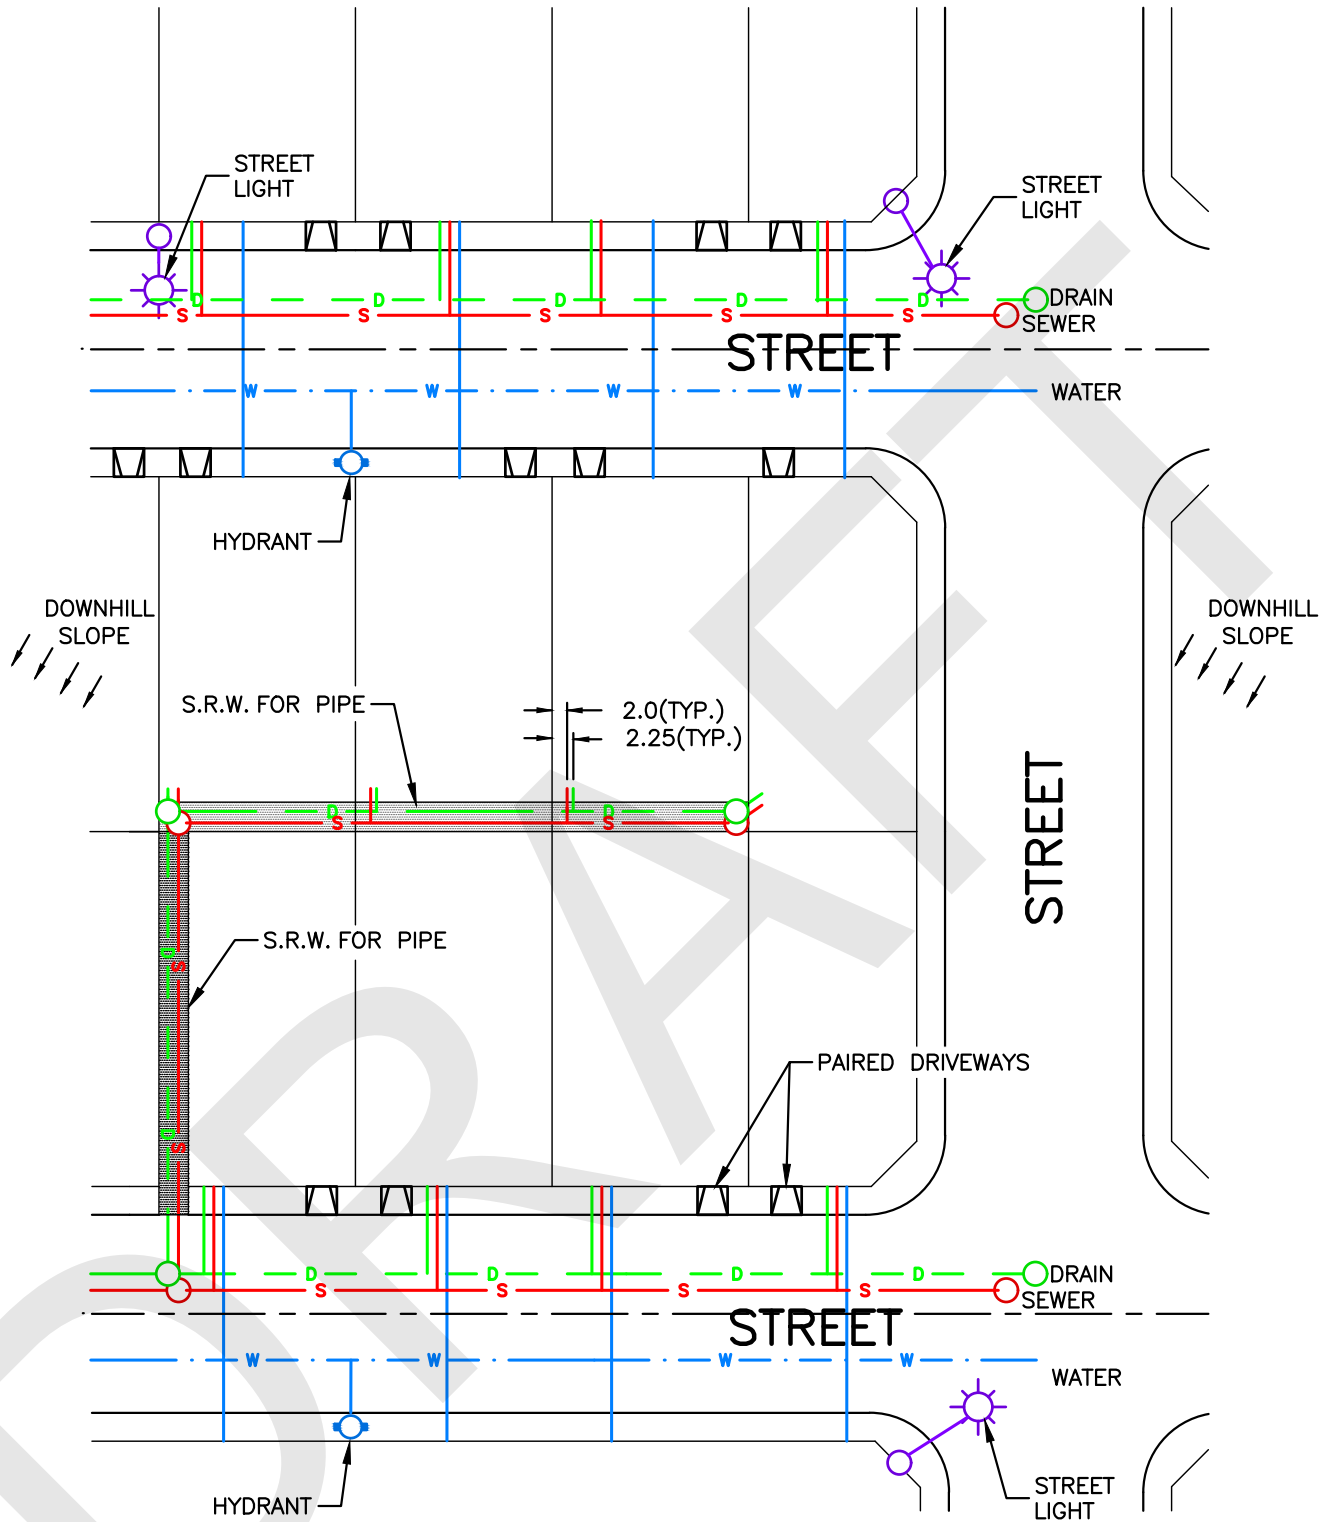 STREET
LIGHT
STREET
LIGHT
D D D D D
DRAIN
S S S S S
SEWER
STREET
W W W W
WATER
HYDRANT
DOWNHILL
SLOPE
DOWNHILL
SLOPE
S.R.W. FOR PIPE
2.0(TYP.)
2.25(TYP.)
D D
S S
STREET
S.R.W. FOR PIPE
D
S
PAIRED DRIVEWAYS
D
S
D D D D
DRAIN
S S S S
SEWER
STREET
W W W W
WATER
HYDRANT
STREET
LIGHT
DRAFT